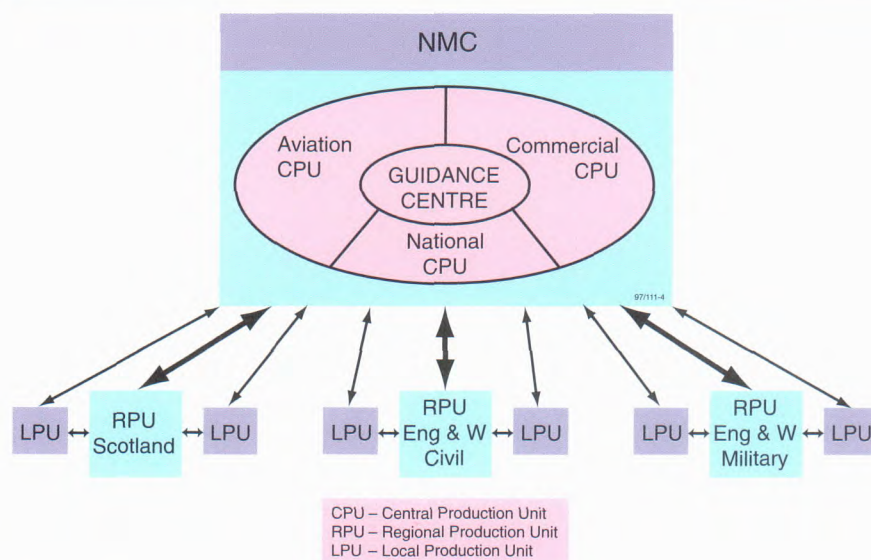 NMC
Aviation
CPU
Commercial
CPU
GUIDANCE
CENTRE
National
CPU
97/111-4
LPU
RPU
Scotland
LPU
LPU
RPU
Eng & W
Civil
LPU
LPU
RPU
Eng & W
Military
LPU
CPU – Central Production Unit
RPU – Regional Production Unit
LPU – Local Production Unit